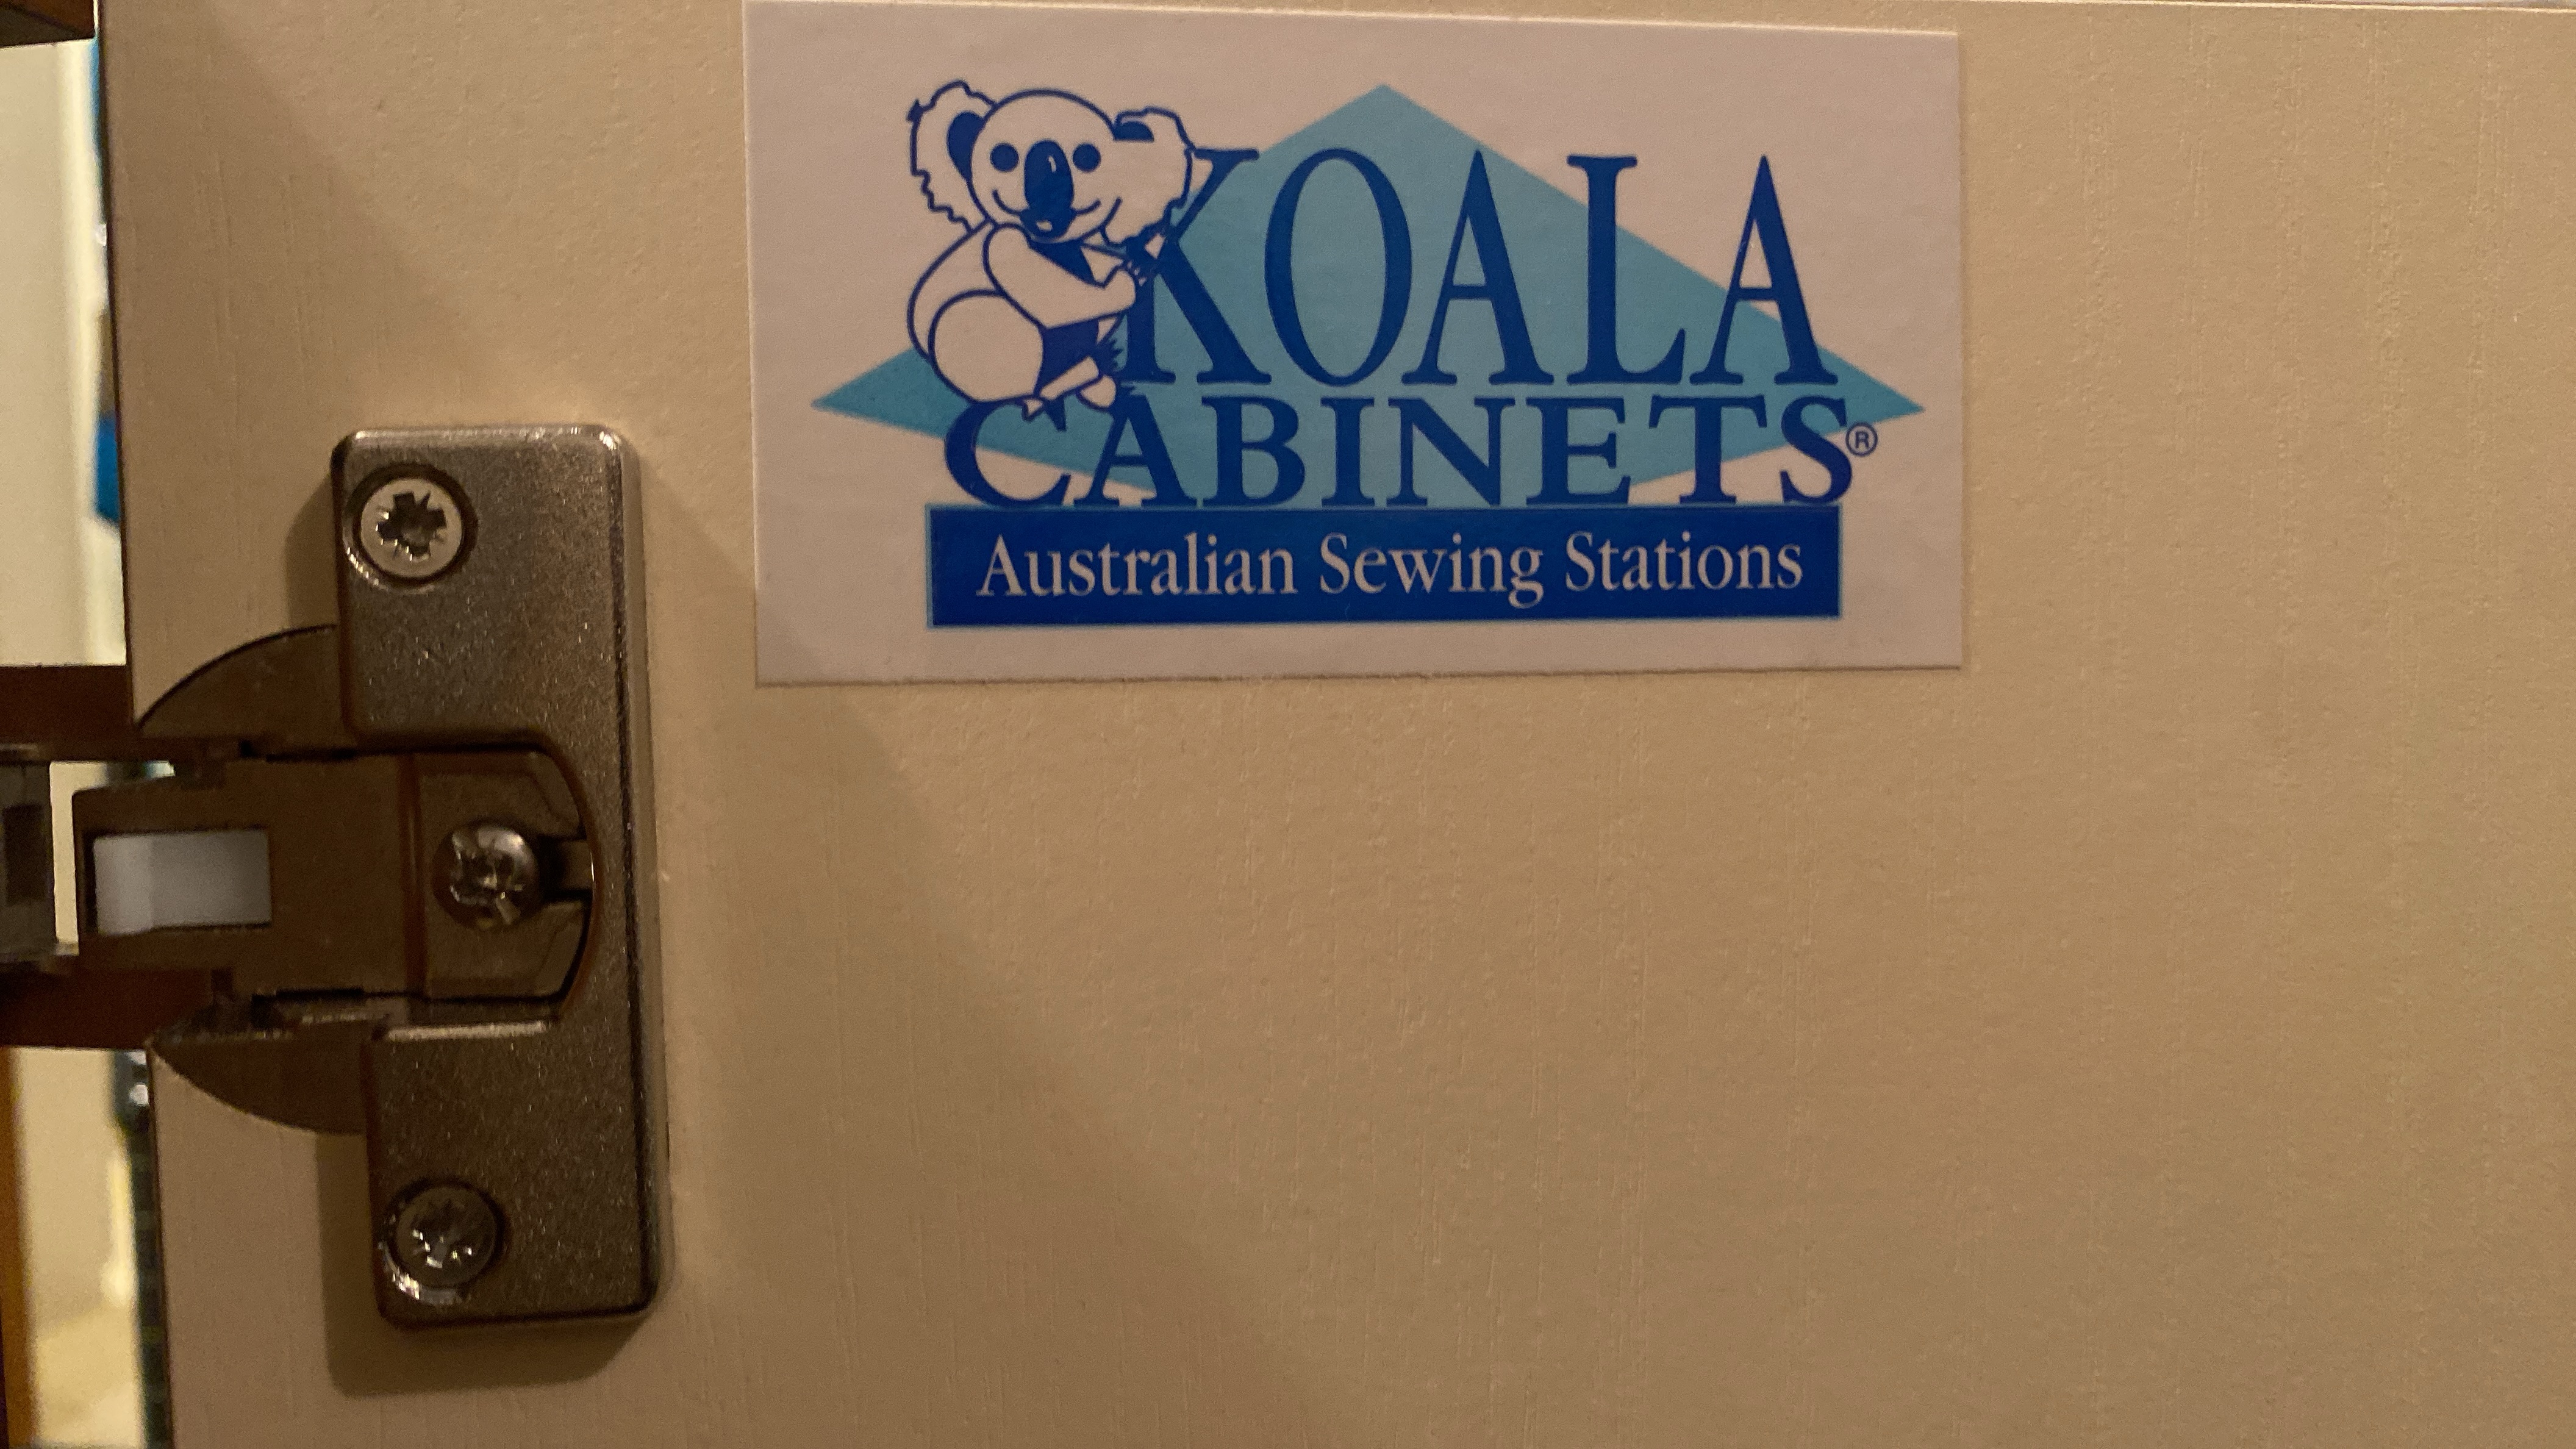 KOALA
CABINETS®
Australian Sewing Stations